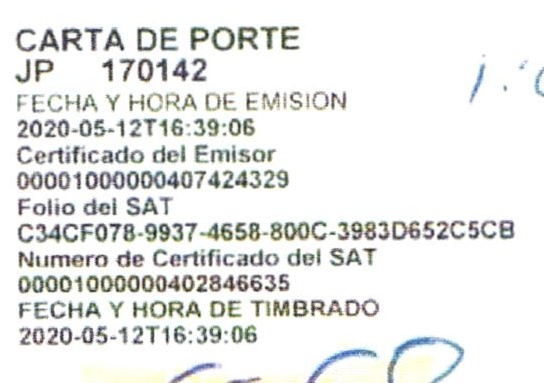 CARTA DE PORTE
JP 170142
FECHA Y HORA DE EMISION
2020-05-12T16:39:06
Certificado del Emisor
00001000000407424329
Folio del SAT
C34CF078-9937-4658-800C-3983D652C5CB
Numero de Certificado del SAT
00001000000402846635
FECHA Y HORA DE TIMBRADO
2020-05-12T16:39:06